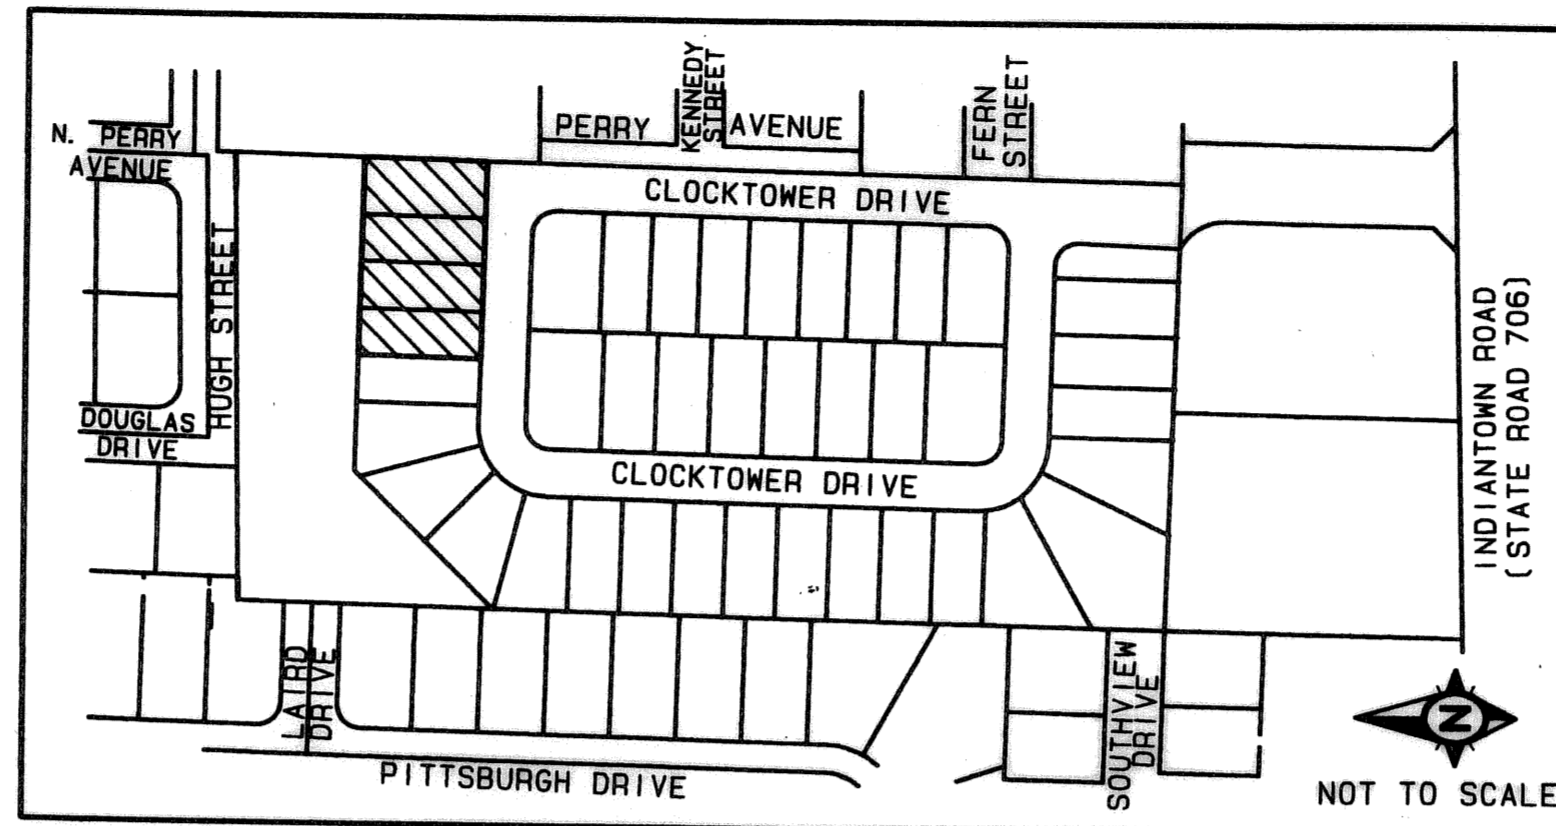 KENNEDY
STREET
FERN
STREET
N. PERRY
AVENUE
PERRY
AVENUE
CLOCKTOWER DRIVE
HUGH STREET
INDIANTOWN ROAD
(STATE ROAD 706)
DOUGLAS
DRIVE
CLOCKTOWER DRIVE
LAIRD
DRIVE
SOUTHVIEW
DRIVE
N
PITTSBURGH DRIVE
NOT TO SCALE